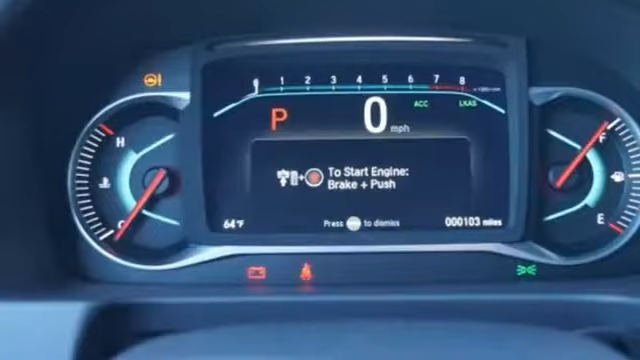 0 1 2 3 4 5 6 7 8
P 0 mph ACC LKAS
H F
To Start Engine:
Brake + Push
C E
64°F Press to dismiss 000103 miles